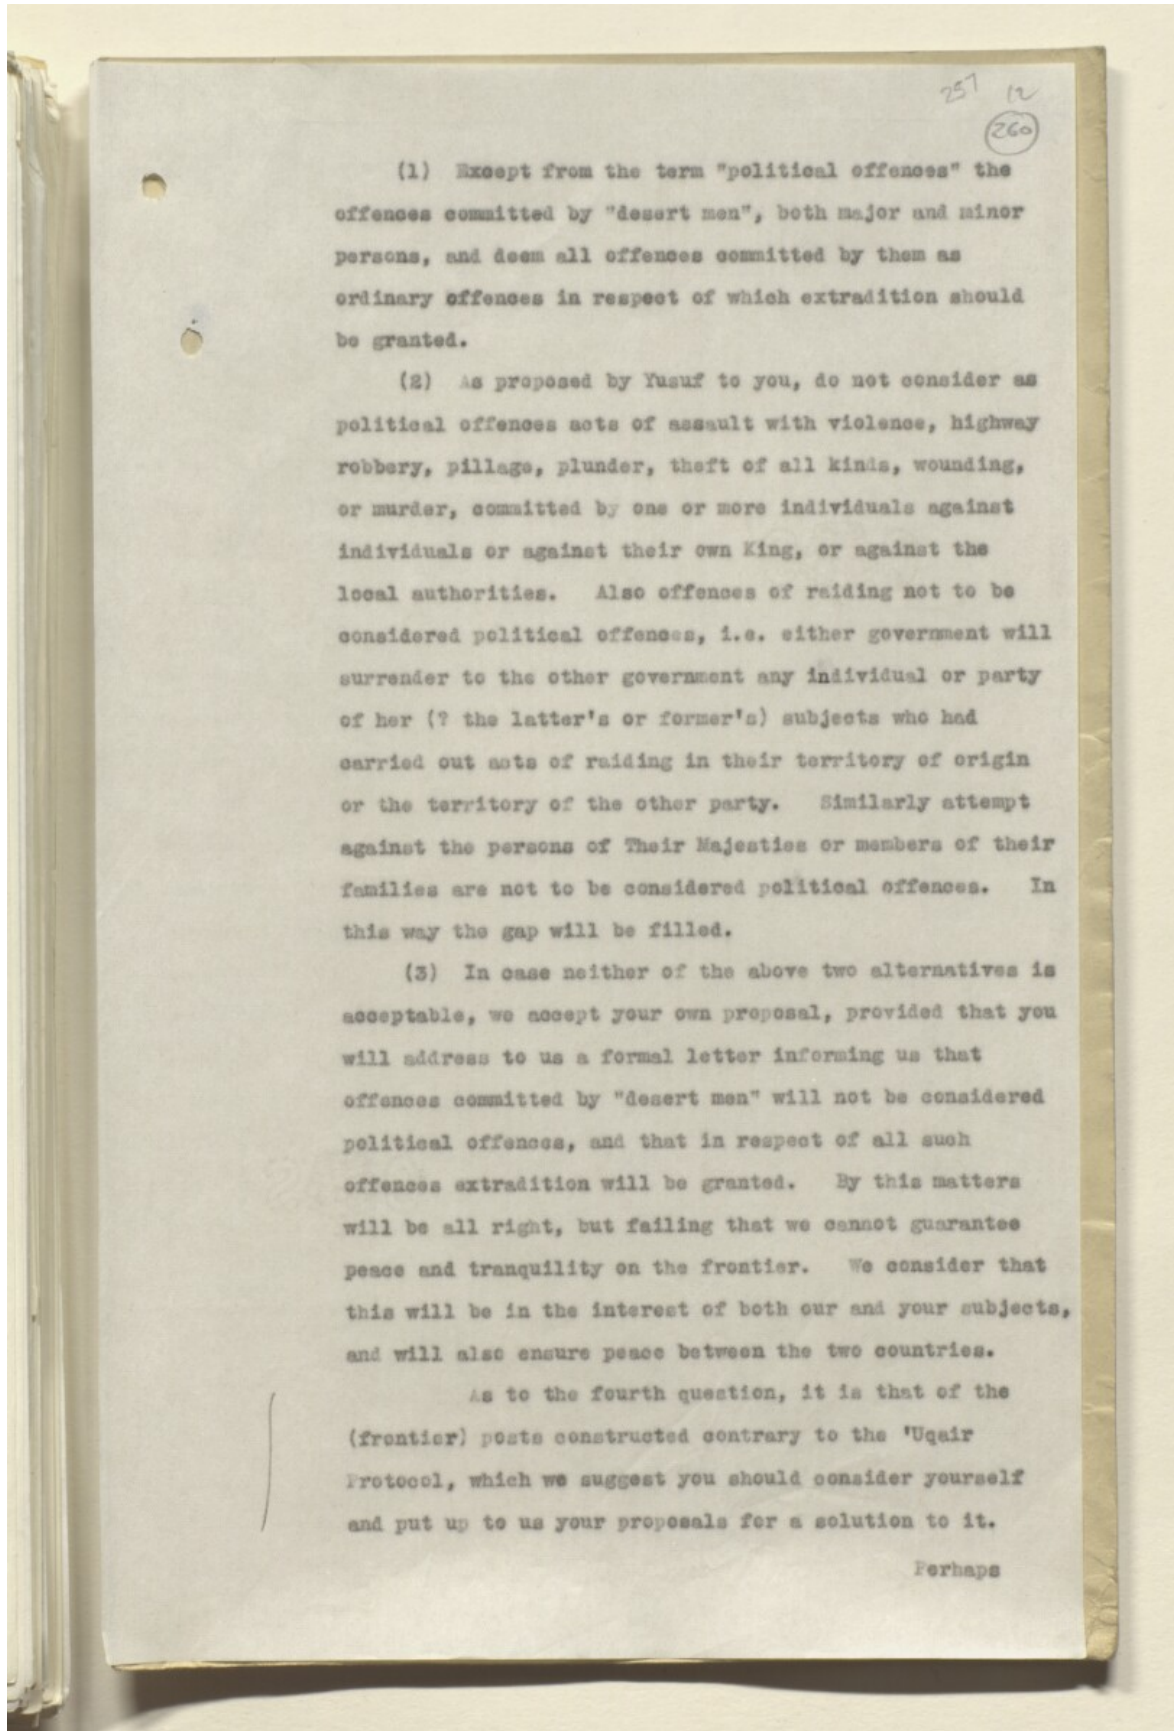 257 12
260
(1) Except from the term "political offences" the
offences committed by "desert men", both major and minor
persons, and deem all offences committed by them as
ordinary offences in respect of which extradition should
be granted.
(2) As proposed by Yusuf to you, do not consider as
political offences acts of assault with violence, highway
robbery, pillage, plunder, theft of all kinds, wounding,
or murder, committed by one or more individuals against
individuals or against their own King, or against the
local authorities. Also offences of raiding not to be
considered political offences, i.e. either government will
surrender to the other government any individual or party
of her (? the latter's or former's) subjects who had
carried out acts of raiding in their territory of origin
or the territory of the other party. Similarly attempt
against the persons of Their Majesties or members of their
families are not to be considered political offences. In
this way the gap will be filled.
(3) In case neither of the above two alternatives is
acceptable, we accept your own proposal, provided that you
will address to us a formal letter informing us that
offences committed by "desert men" will not be considered
political offences, and that in respect of all such
offences extradition will be granted. By this matters
will be all right, but failing that we cannot guarantee
peace and tranquility on the frontier. We consider that
this will be in the interest of both our and your subjects,
and will also ensure peace between the two countries.
As to the fourth question, it is that of the
(frontier) posts constructed contrary to the 'Uqair
Protocol, which we suggest you should consider yourself
and put up to us your proposals for a solution to it.
Perhaps